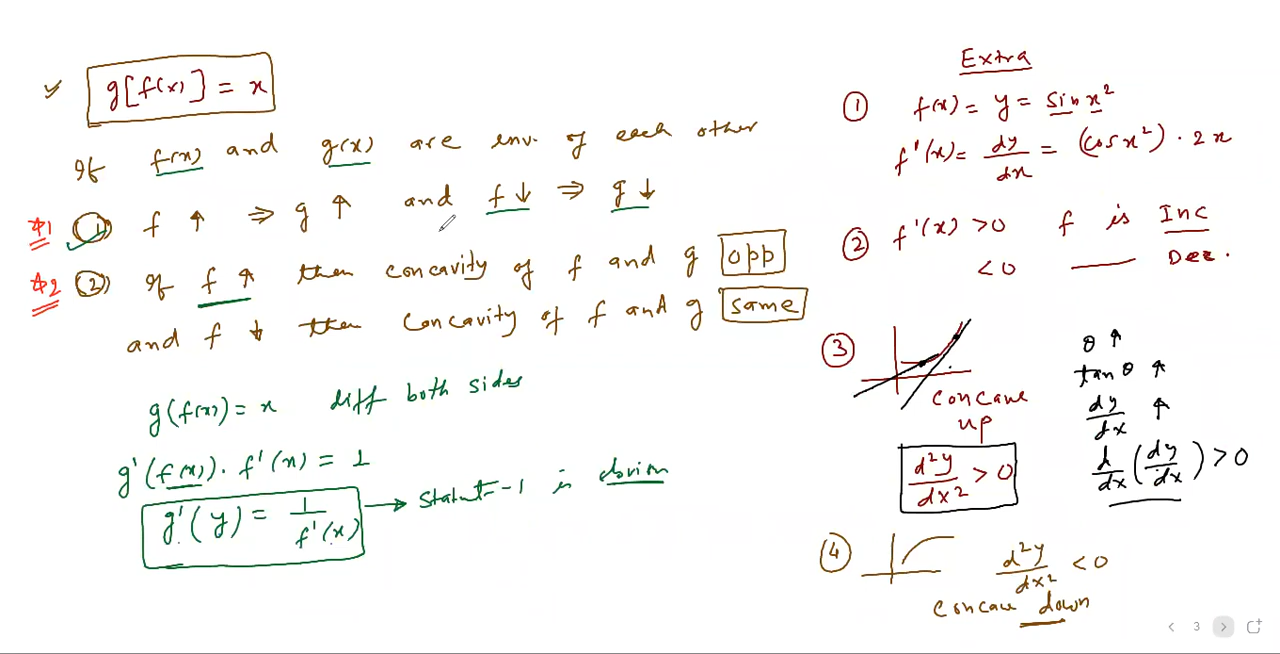 g[f(x)] = x
If f(x) and g(x) are inv. of each other
*1 (1) f ↑ ⇒ g ↑ and f ↓ ⇒ g ↓
*2 (2) If f ↑ then concavity of f and g opp
and f ↓ then concavity of f and g same
g(f(x)) = x diff both sides
g'(f(x)) · f'(x) = 1
g'(y) = 1/f'(x) → Statmt-1 is obvious
Extra
① f(x) = y = sin x²
f'(x) = dy/dx = (cos x²) · 2x
② f'(x) > 0 f is Inc
< 0 —— Dec.
③
concave
up
d²y/dx² > 0
θ ↑
tan θ ↑
dy/dx ↑
d/dx (dy/dx) > 0
④ d²y/dx² < 0
concave down
3